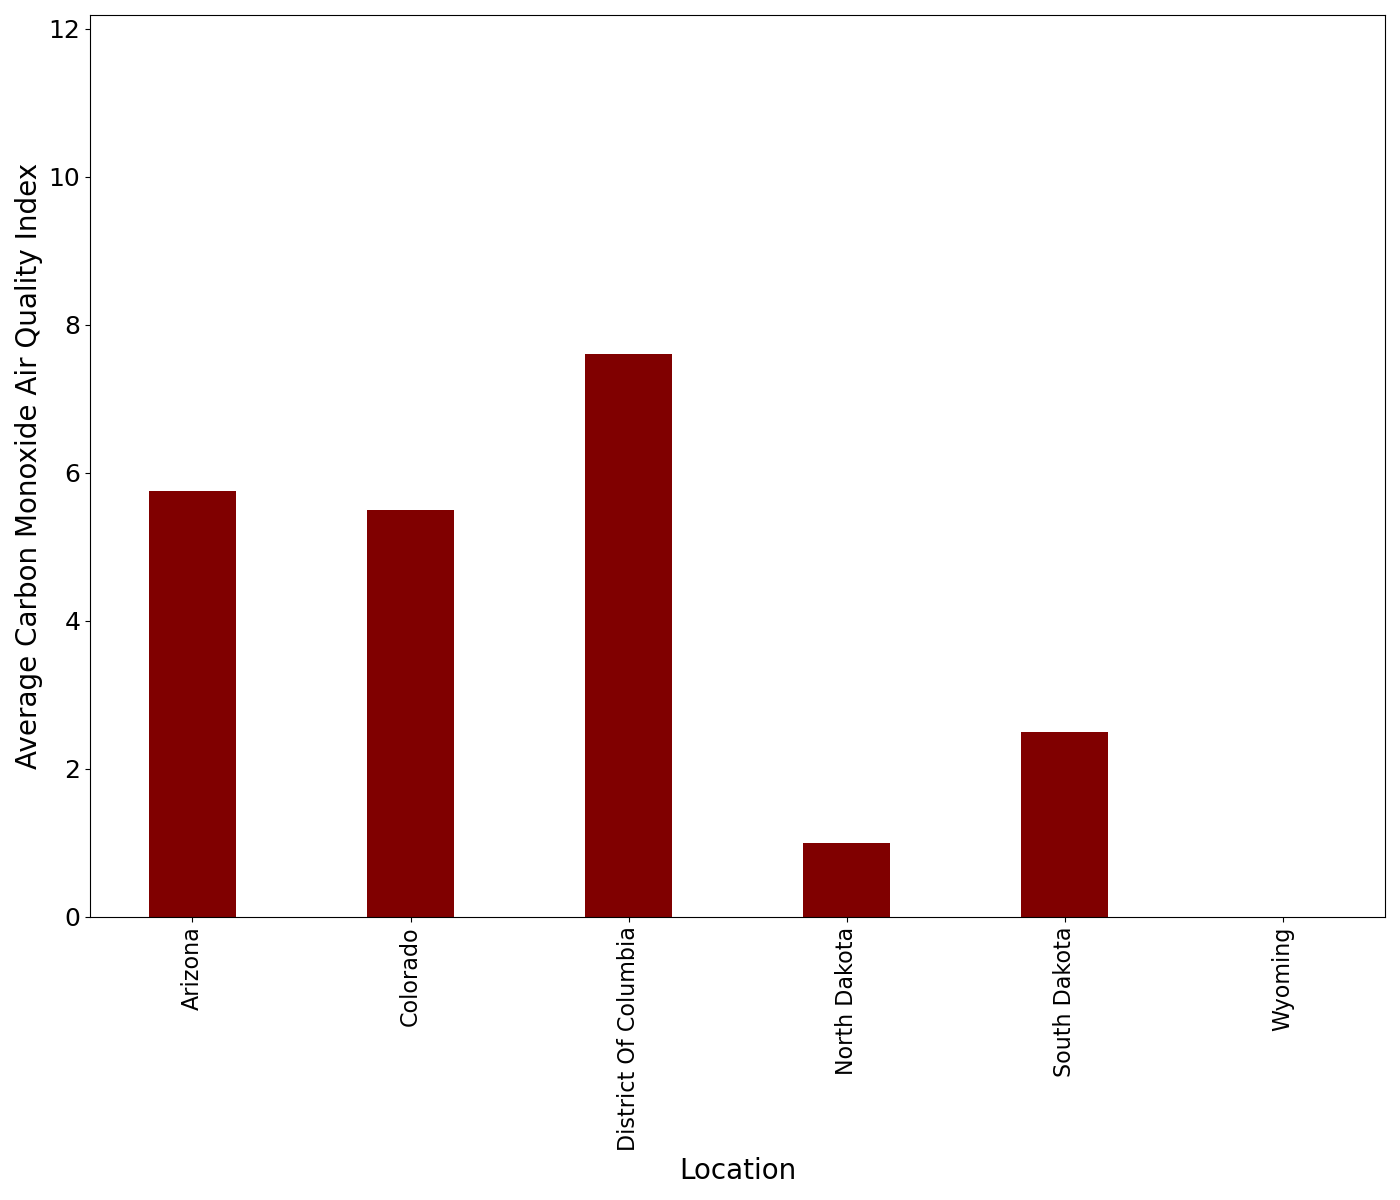 Average Carbon Monoxide Air Quality Index
12
10
8
6
4
2
0
Arizona
Colorado
District Of Columbia
North Dakota
South Dakota
Wyoming
Location